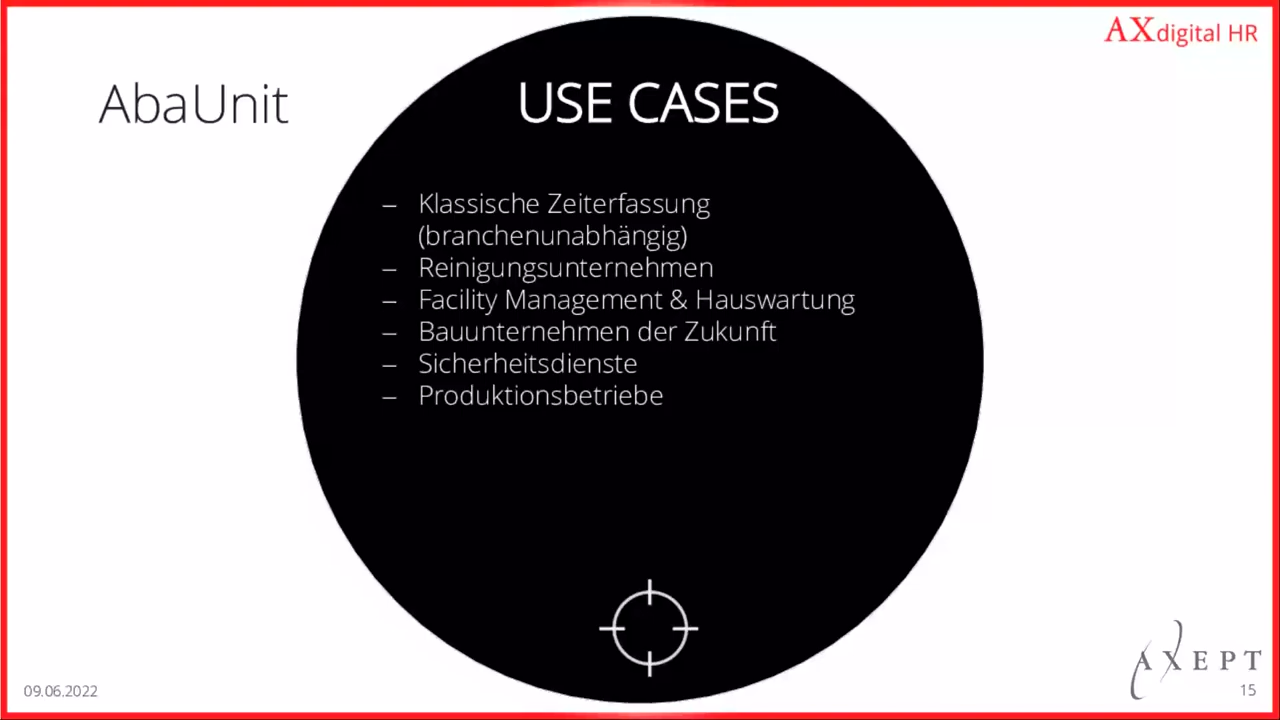 AXdigital HR
AbaUnit
USE CASES
– Klassische Zeiterfassung
(branchenunabhängig)
– Reinigungsunternehmen
– Facility Management & Hauswartung
– Bauunternehmen der Zukunft
– Sicherheitsdienste
– Produktionsbetriebe
AXEPT
09.06.2022
15